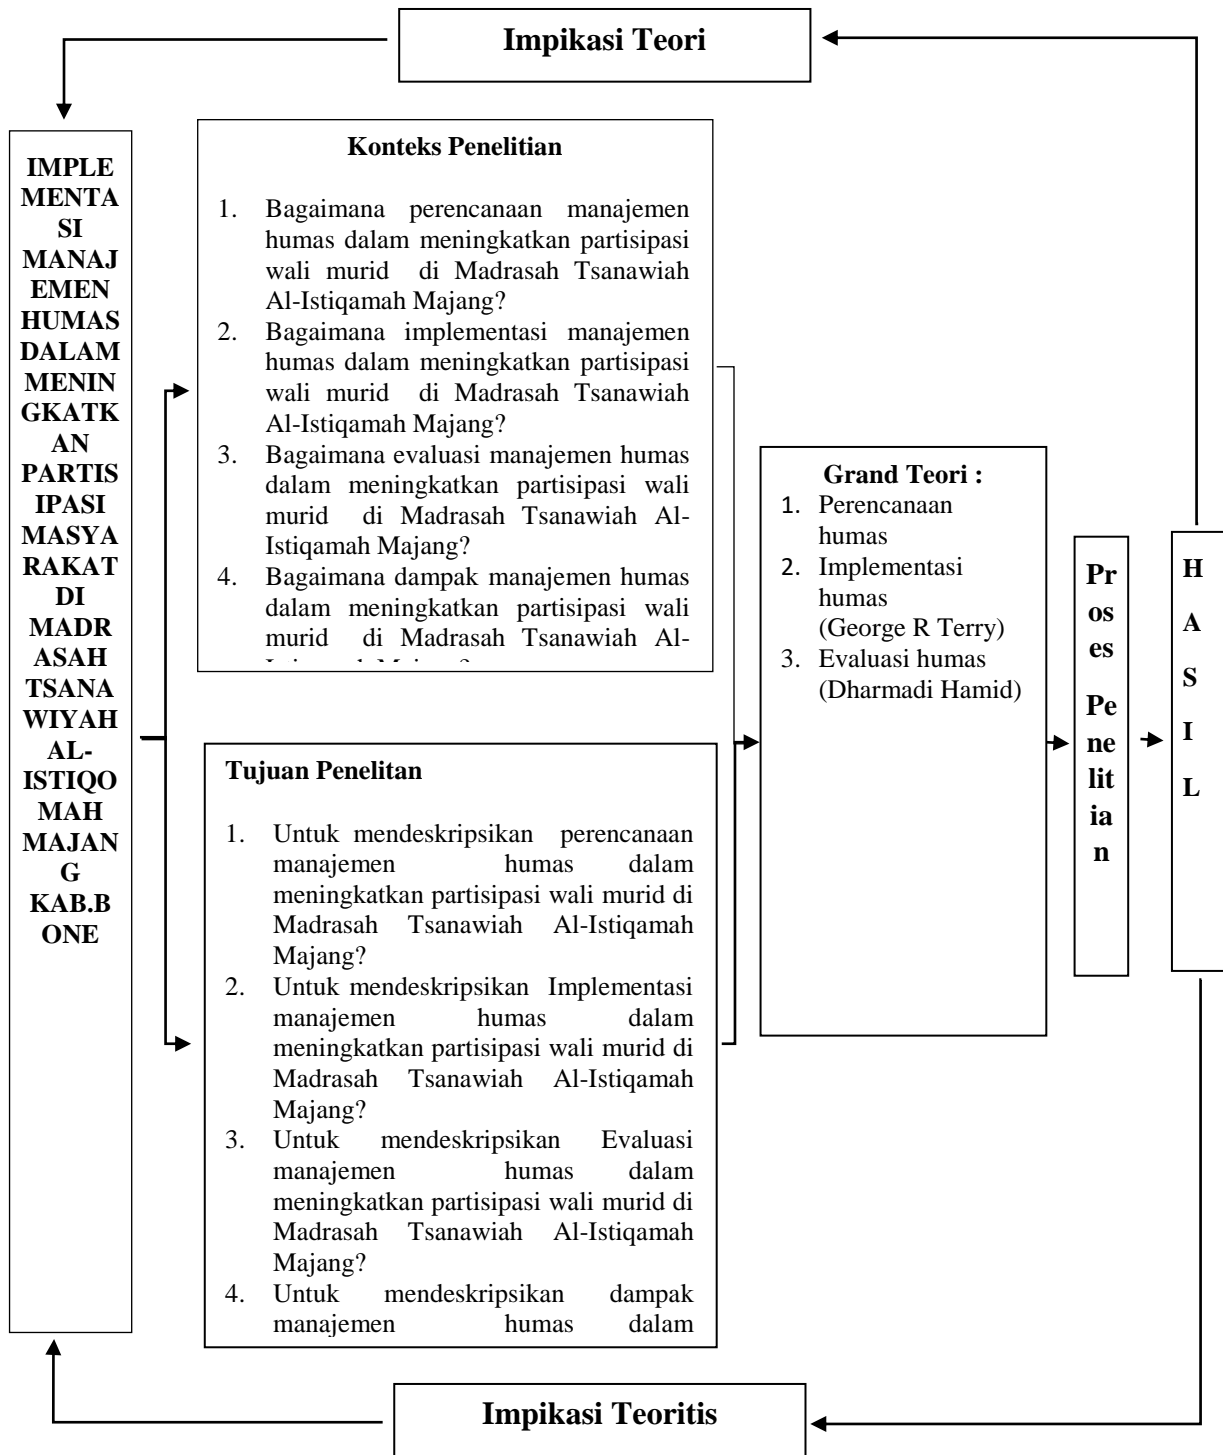 Impikasi Teori
IMPLE
MENTA
SI
MANAJ
EMEN
HUMAS
DALAM
MENIN
GKATK
AN
PARTIS
IPASI
MASYA
RAKAT
DI
MADR
ASAH
TSANA
WIYAH
AL-
ISTIQO
MAH
MAJAN
G
KAB.B
ONE
Konteks Penelitian
1. Bagaimana perencanaan manajemen
humas dalam meningkatkan partisipasi
wali murid di Madrasah Tsanawiah
Al-Istiqamah Majang?
2. Bagaimana implementasi manajemen
humas dalam meningkatkan partisipasi
wali murid di Madrasah Tsanawiah
Al-Istiqamah Majang?
3. Bagaimana evaluasi manajemen humas
dalam meningkatkan partisipasi wali
murid di Madrasah Tsanawiah Al-
Istiqamah Majang?
4. Bagaimana dampak manajemen humas
dalam meningkatkan partisipasi wali
murid di Madrasah Tsanawiah Al-
Tujuan Penelitan
1. Untuk mendeskripsikan perencanaan
manajemen humas dalam
meningkatkan partisipasi wali murid di
Madrasah Tsanawiah Al-Istiqamah
Majang?
2. Untuk mendeskripsikan Implementasi
manajemen humas dalam
meningkatkan partisipasi wali murid di
Madrasah Tsanawiah Al-Istiqamah
Majang?
3. Untuk mendeskripsikan Evaluasi
manajemen humas dalam
meningkatkan partisipasi wali murid di
Madrasah Tsanawiah Al-Istiqamah
Majang?
4. Untuk mendeskripsikan dampak
manajemen humas dalam
Grand Teori :
1. Perencanaan
humas
2. Implementasi
humas
(George R Terry)
3. Evaluasi humas
(Dharmadi Hamid)
Pr
os
es
Pe
ne
lit
ia
n
H
A
S
I
L
Impikasi Teoritis